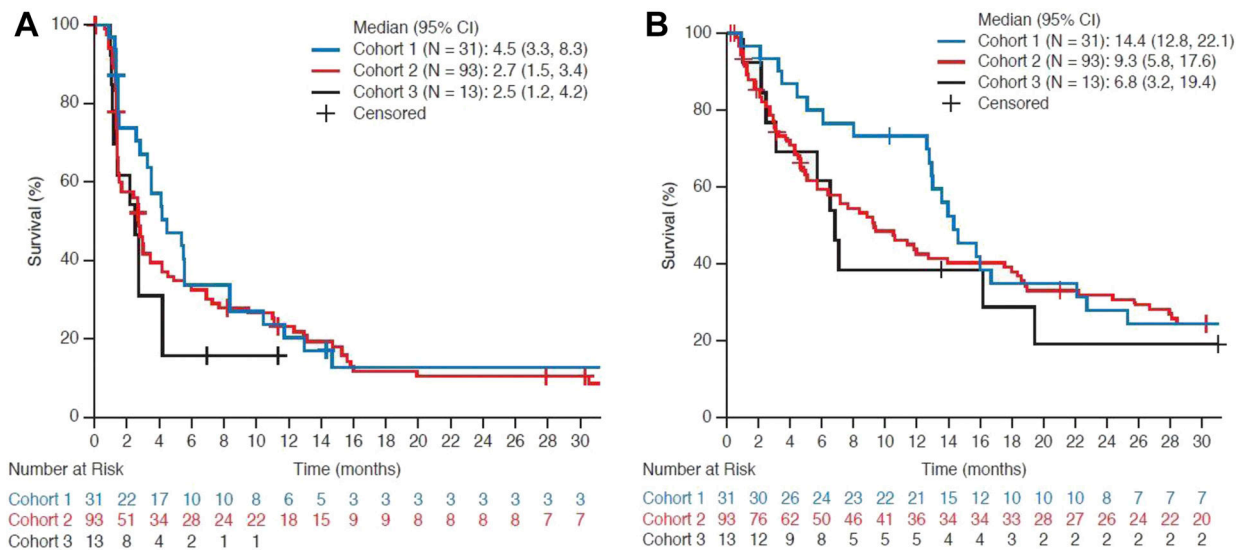 A
Median (95% CI)
Cohort 1 (N = 31): 4.5 (3.3, 8.3)
Cohort 2 (N = 93): 2.7 (1.5, 3.4)
Cohort 3 (N = 13): 2.5 (1.2, 4.2)
Censored
Survival (%)
100
80
60
40
20
0
0 2 4 6 8 10 12 14 16 18 20 22 24 26 28 30
Number at Risk Time (months)
Cohort 1 31 22 17 10 10 8 6 5 3 3 3 3 3 3 3 3
Cohort 2 93 51 34 28 24 22 18 15 9 9 8 8 8 8 7 7
Cohort 3 13 8 4 2 1 1
B
Median (95% CI)
Cohort 1 (N = 31): 14.4 (12.8, 22.1)
Cohort 2 (N = 93): 9.3 (5.8, 17.6)
Cohort 3 (N = 13): 6.8 (3.2, 19.4)
Censored
Survival (%)
100
80
60
40
20
0
0 2 4 6 8 10 12 14 16 18 20 22 24 26 28 30
Number at Risk Time (months)
Cohort 1 31 30 26 24 23 22 21 15 12 10 10 10 8 7 7 7
Cohort 2 93 76 62 50 46 41 36 34 34 33 28 27 26 24 22 20
Cohort 3 13 12 9 8 5 5 5 4 4 3 2 2 2 2 2 2